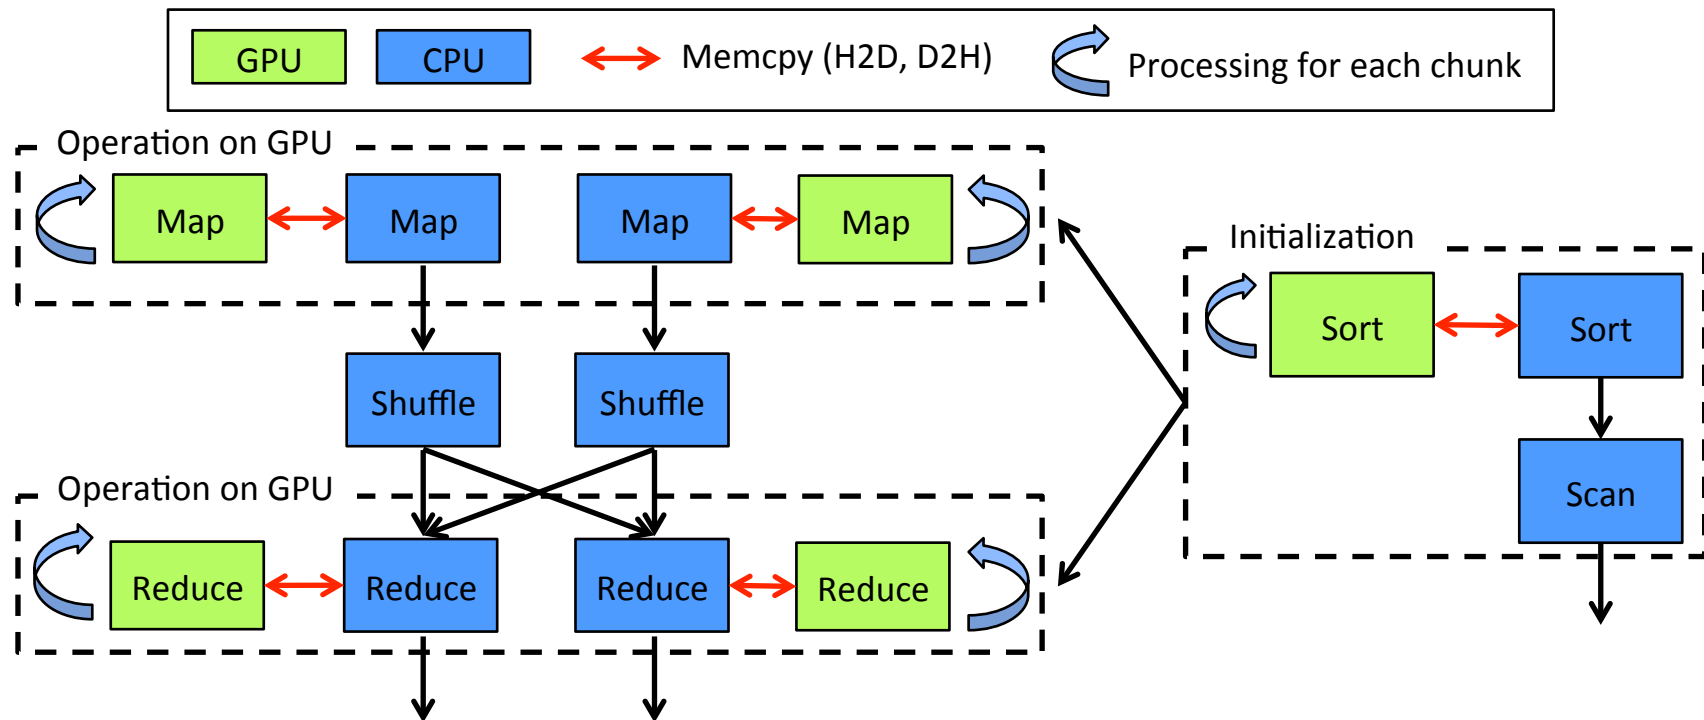 GPU CPU Memcpy (H2D, D2H) Processing for each chunk
Operation on GPU
Map Map Map Map
Initialization
Sort Sort
Shuffle Shuffle
Scan
Operation on GPU
Reduce Reduce Reduce Reduce